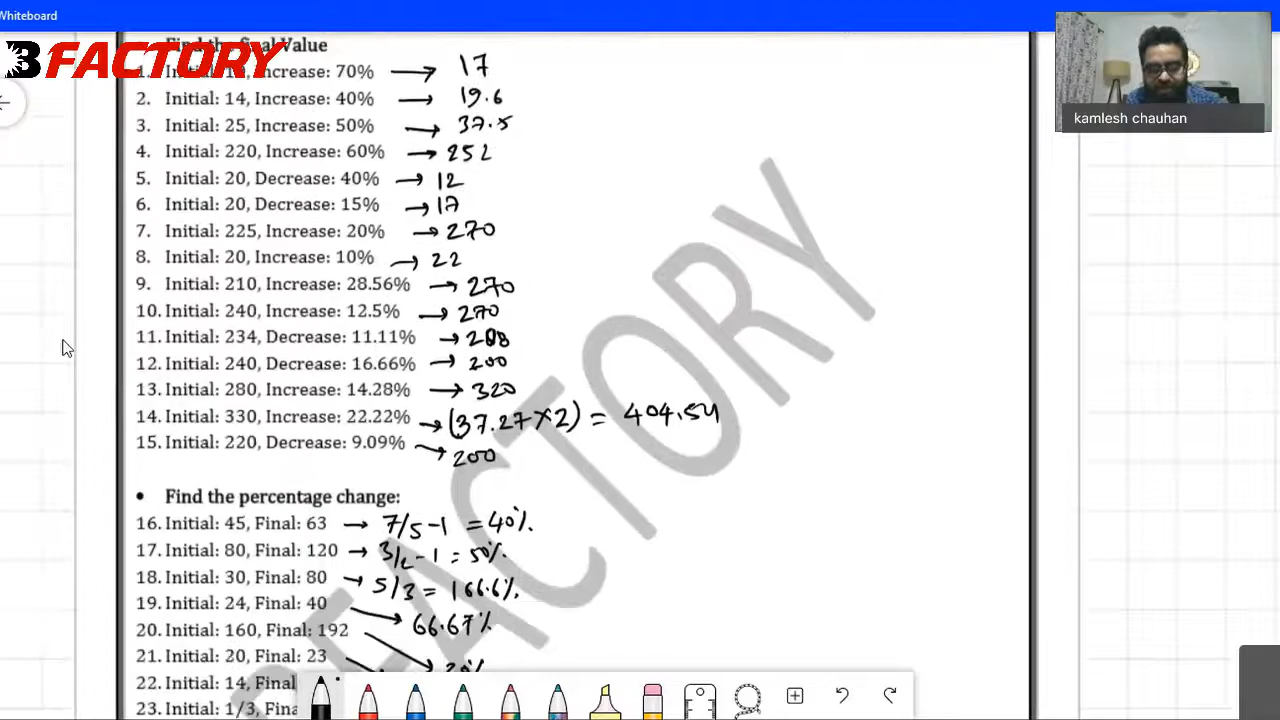 Whiteboard
3FACTORY
kamlesh chauhan
Find the final Value
1. Initial: 10, Increase: 70% → 17
2. Initial: 14, Increase: 40% → 19.6
3. Initial: 25, Increase: 50% → 37.5
4. Initial: 220, Increase: 60% → 252
5. Initial: 20, Decrease: 40% → 12
6. Initial: 20, Decrease: 15% → 17
7. Initial: 225, Increase: 20% → 270
8. Initial: 20, Increase: 10% → 22
9. Initial: 210, Increase: 28.56% → 270
10. Initial: 240, Increase: 12.5% → 270
11. Initial: 234, Decrease: 11.11% → 208
12. Initial: 240, Decrease: 16.66% → 200
13. Initial: 280, Increase: 14.28% → 320
14. Initial: 330, Increase: 22.22% → (37.27×2) = 404.54
15. Initial: 220, Decrease: 9.09% → 200
• Find the percentage change:
16. Initial: 45, Final: 63 → 7/5 -1 = 40%.
17. Initial: 80, Final: 120 → 3/2 - 1 = 50%.
18. Initial: 30, Final: 80 → 5/3 = 166.6%.
19. Initial: 24, Final: 40 → 66.67%
20. Initial: 160, Final: 192 → 20%
21. Initial: 20, Final: 23
22. Initial: 14, Final
23. Initial: 1/3, Fina
BFACTORY